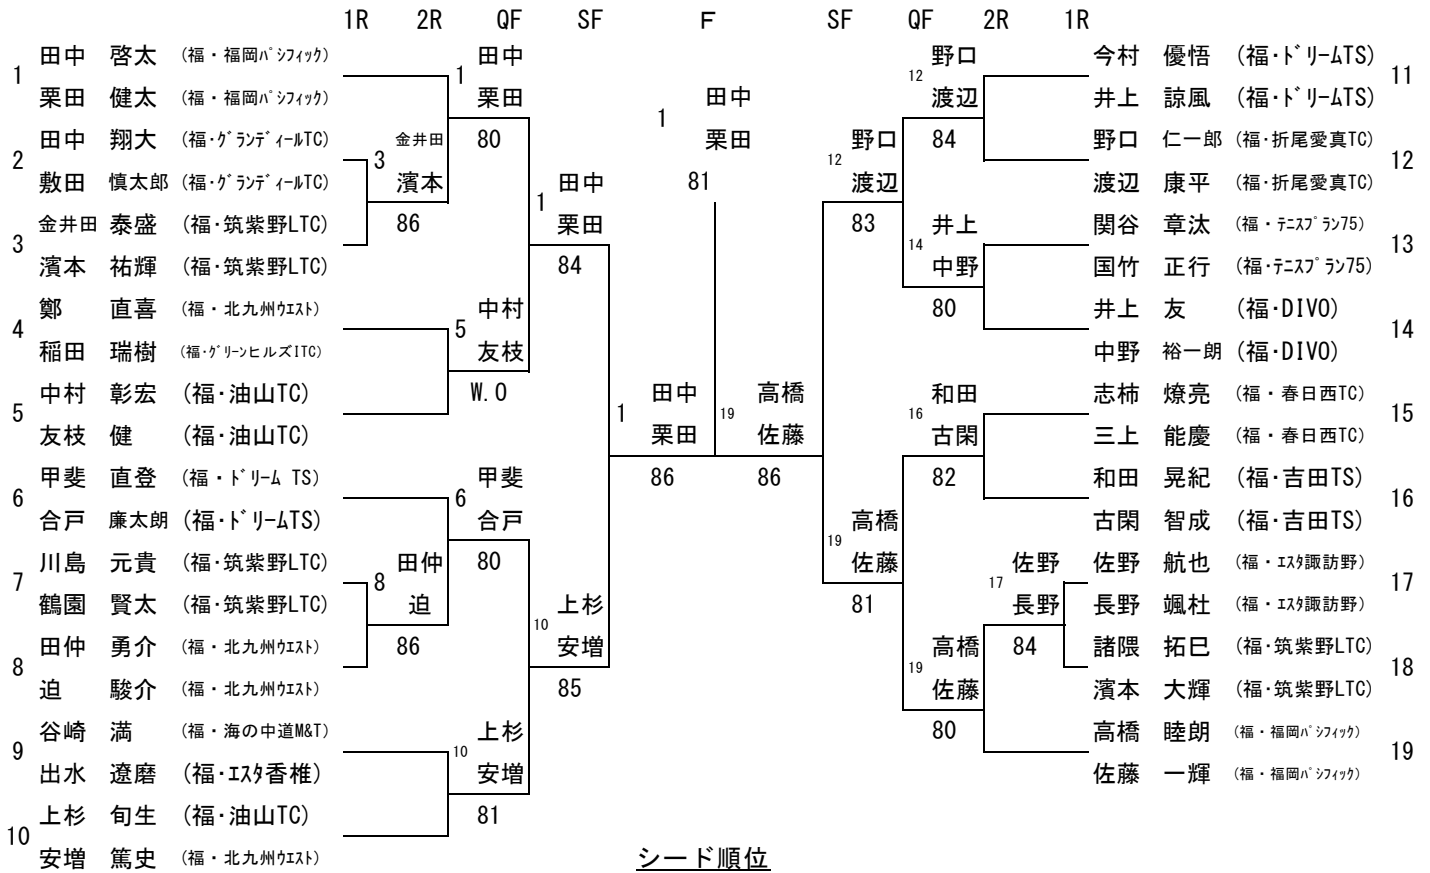 1R 2R QF SF F SF QF 2R 1R
1 田中 啓太 (福・福岡ﾊﾟｼﾌｨｯｸ)
栗田 健太 (福・福岡ﾊﾟｼﾌｨｯｸ)
2 田中 翔大 (福・ｸﾞﾗﾝﾃﾞｨｰﾙTC)
敷田 慎太郎 (福・ｸﾞﾗﾝﾃﾞｨｰﾙTC)
3 金井田 泰盛 (福・筑紫野LTC)
濱本 祐輝 (福・筑紫野LTC)
4 鄭 直喜 (福・北九州ｳｴｽﾄ)
稲田 瑞樹 (福・ｸﾞﾘｰﾝヒルズITC)
5 中村 彰宏 (福・油山TC)
友枝 健 (福・油山TC)
6 甲斐 直登 (福・ﾄﾞﾘｰﾑ TS)
合戸 廉太朗 (福・ﾄﾞﾘｰﾑTS)
7 川島 元貴 (福・筑紫野LTC)
鶴園 賢太 (福・筑紫野LTC)
8 田仲 勇介 (福・北九州ｳｴｽﾄ)
迫 駿介 (福・北九州ｳｴｽﾄ)
9 谷崎 満 (福・海の中道M&T)
出水 遼磨 (福・ｴｽﾀ香椎)
10 上杉 旬生 (福・油山TC)
安増 篤史 (福・北九州ｳｴｽﾄ)
3 金井田
濱本
86
8 田仲
迫
86
1 田中
栗田
80
5 中村
友枝
W.O
6 甲斐
合戸
80
10 上杉
安増
81
1 田中
栗田
84
10 上杉
安増
85
1 田中
栗田
86
1 田中
栗田
81
19 高橋
佐藤
86
12 野口
渡辺
83
19 高橋
佐藤
81
12 野口
渡辺
84
14 井上
中野
80
16 和田
古閑
82
19 高橋
佐藤
80
17 佐野
長野
84
今村 優悟 (福・ﾄﾞﾘｰﾑTS) 11
井上 諒風 (福・ﾄﾞﾘｰﾑTS)
野口 仁一郎 (福・折尾愛真TC) 12
渡辺 康平 (福・折尾愛真TC)
関谷 章汰 (福・ﾃﾆｽﾌﾟﾗﾝ75) 13
国竹 正行 (福・ﾃﾆｽﾌﾟﾗﾝ75)
井上 友 (福・DIVO) 14
中野 裕一朗 (福・DIVO)
志柿 燎亮 (福・春日西TC) 15
三上 能慶 (福・春日西TC)
和田 晃紀 (福・吉田TS) 16
古閑 智成 (福・吉田TS)
佐野 航也 (福・ｴｽﾀ諏訪野) 17
長野 颯杜 (福・ｴｽﾀ諏訪野)
諸隈 拓巳 (福・筑紫野LTC) 18
濱本 大輝 (福・筑紫野LTC)
高橋 睦朗 (福・福岡ﾊﾟｼﾌｨｯｸ) 19
佐藤 一輝 (福・福岡ﾊﾟｼﾌｨｯｸ)
シード順位